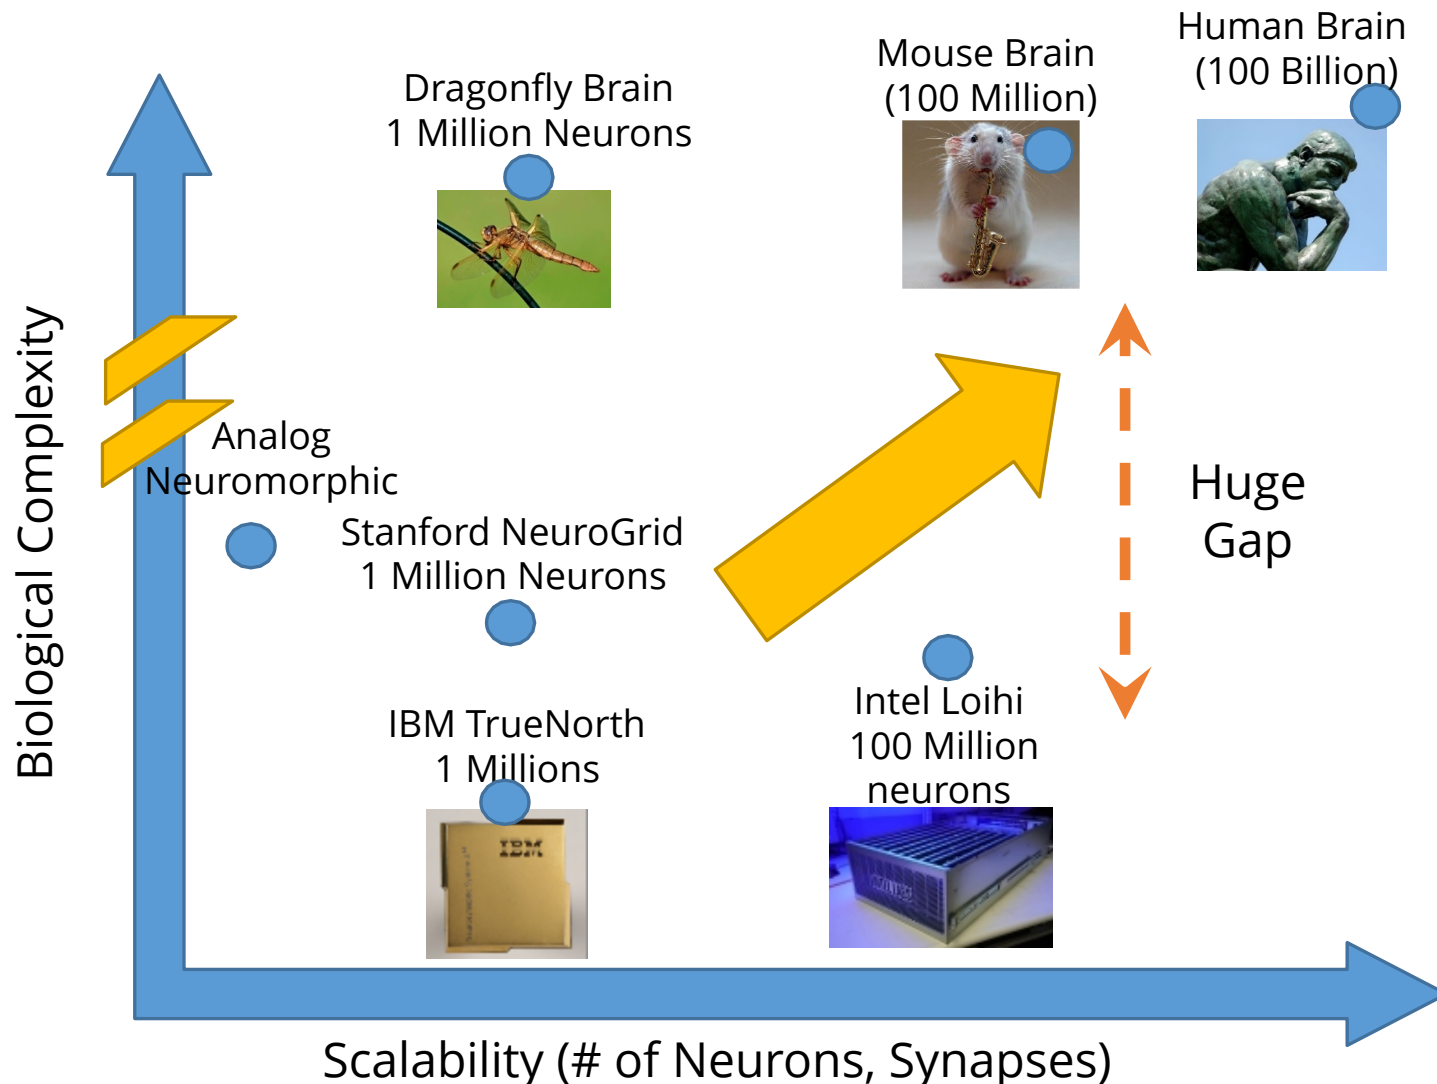 Human Brain
(100 Billion)
Mouse Brain
(100 Million)
Dragonfly Brain
1 Million Neurons
Biological Complexity
Analog
Neuromorphic
Stanford NeuroGrid
1 Million Neurons
Huge
Gap
IBM TrueNorth
1 Millions
Intel Loihi
100 Million
neurons
IBM
Scalability (# of Neurons, Synapses)